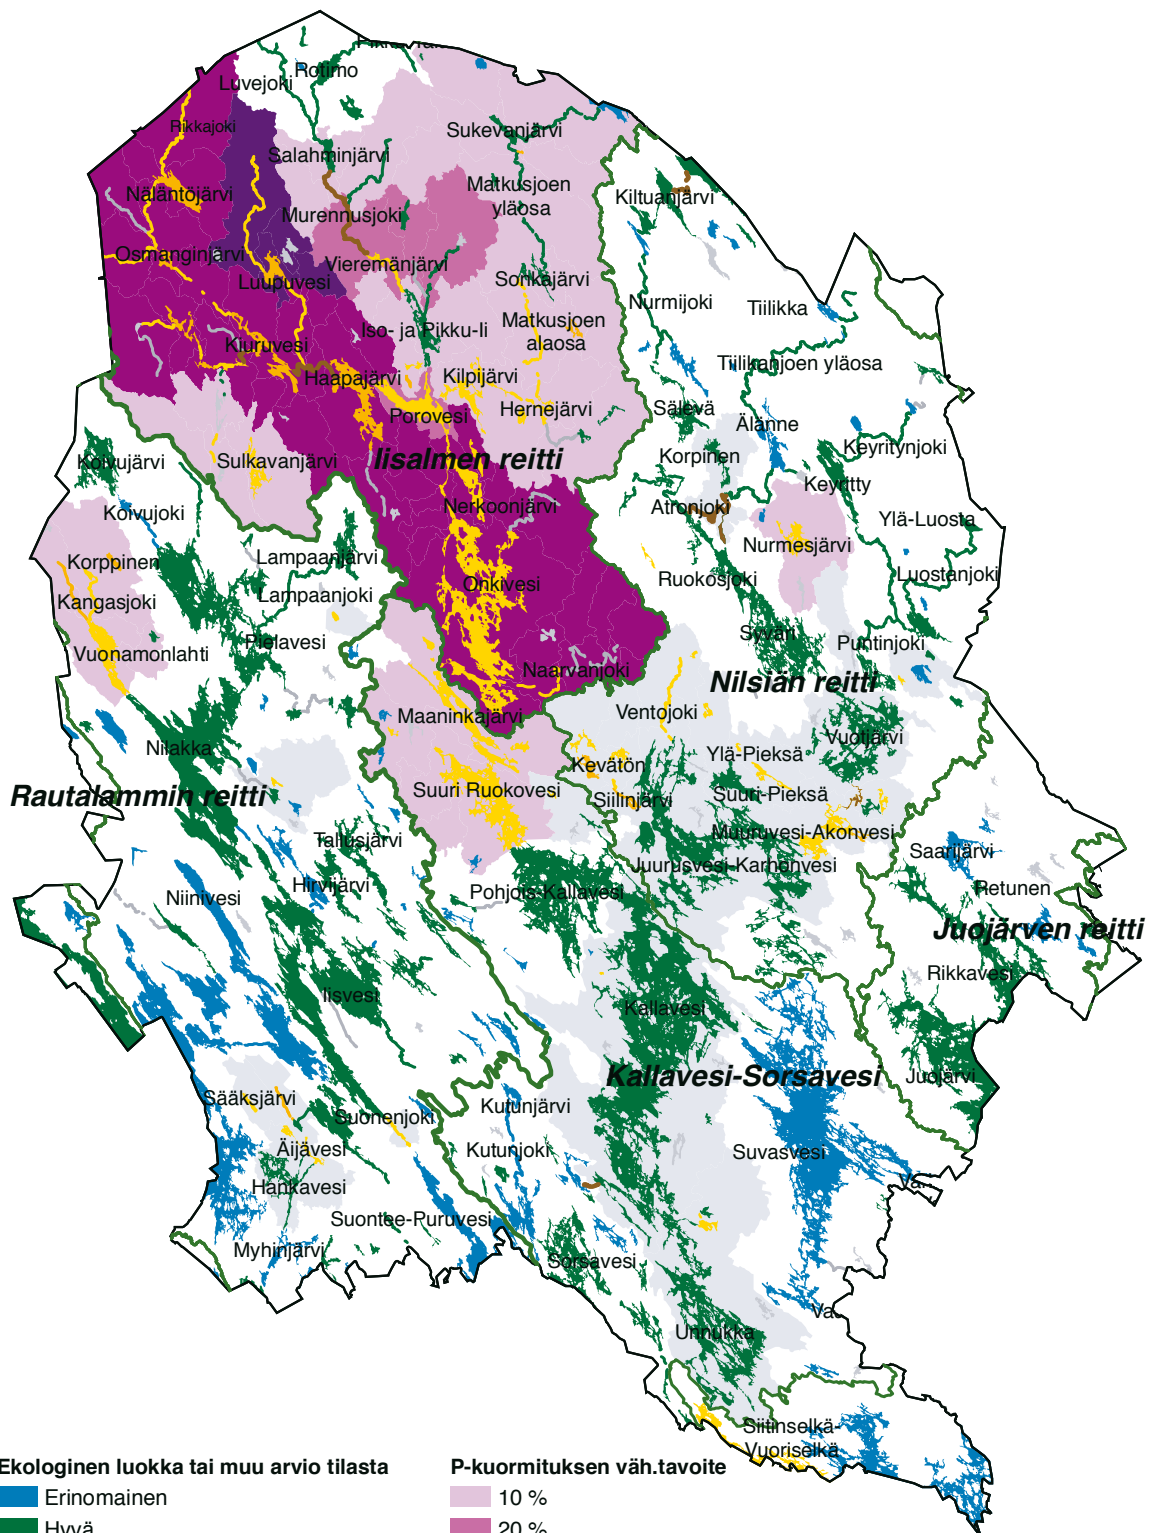 Rotimo
Luvejoki
Rikkajoki
Sukevanjärvi
Salahminjärvi
Matkusjoen
yläosa
Näläntöjärvi
Kiltuanjärvi
Murennusjoki
Osmanginjärvi
Vieremänjärvi
Luupuvesi
Sonkajärvi
Nurmijoki
Tiilikka
Iso- ja Pikku-Ii
Matkusjoen
alaosa
Kiuruvesi
Tiilikanjoen yläosa
Haapajärvi
Kilpijärvi
Porovesi
Hernejärvi
Sälevä
Älänne
Keyritynjoki
Koivujärvi
Sulkavanjärvi
Iisalmen reitti
Korpinen
Keyritty
Koivujoki
Nerkoonjärvi
Atronjoki
Ylä-Luosta
Korppinen
Lampaanjärvi
Nurmesjärvi
Luostanjoki
Kangasjoki
Lampaanjoki
Onkivesi
Ruokosjoki
Vuonamonlahti
Pielavesi
Syväri
Puntinjoki
Naarvanjoki
Nilsiän reitti
Maaninkajärvi
Ventojoki
Nilakka
Vuotjärvi
Ylä-Pieksä
Kevätön
Rautalammin reitti
Suuri Ruokovesi
Siilinjärvi
Suuri-Pieksä
Tallusjärvi
Muuruvesi-Akonvesi
Saarijärvi
Juurusvesi-Karhonvesi
Niinivesi
Hirvijärvi
Pohjois-Kallavesi
Retunen
Juojärven reitti
Rikkavesi
Iisvesi
Kallavesi
Kallavesi-Sorsavesi
Juojärvi
Sääksjärvi
Suonenjoki
Kutunjärvi
Äijävesi
Kutunjoki
Suvasvesi
Hankavesi
Suontee-Puruvesi
Myhinjärvi
Sorsavesi
Unnukka
Siitinselkä-
Vuoriselkä
Ekologinen luokka tai muu arvio tilasta
Erinomainen
Hyvä
P-kuormituksen väh.tavoite
10 %
20 %